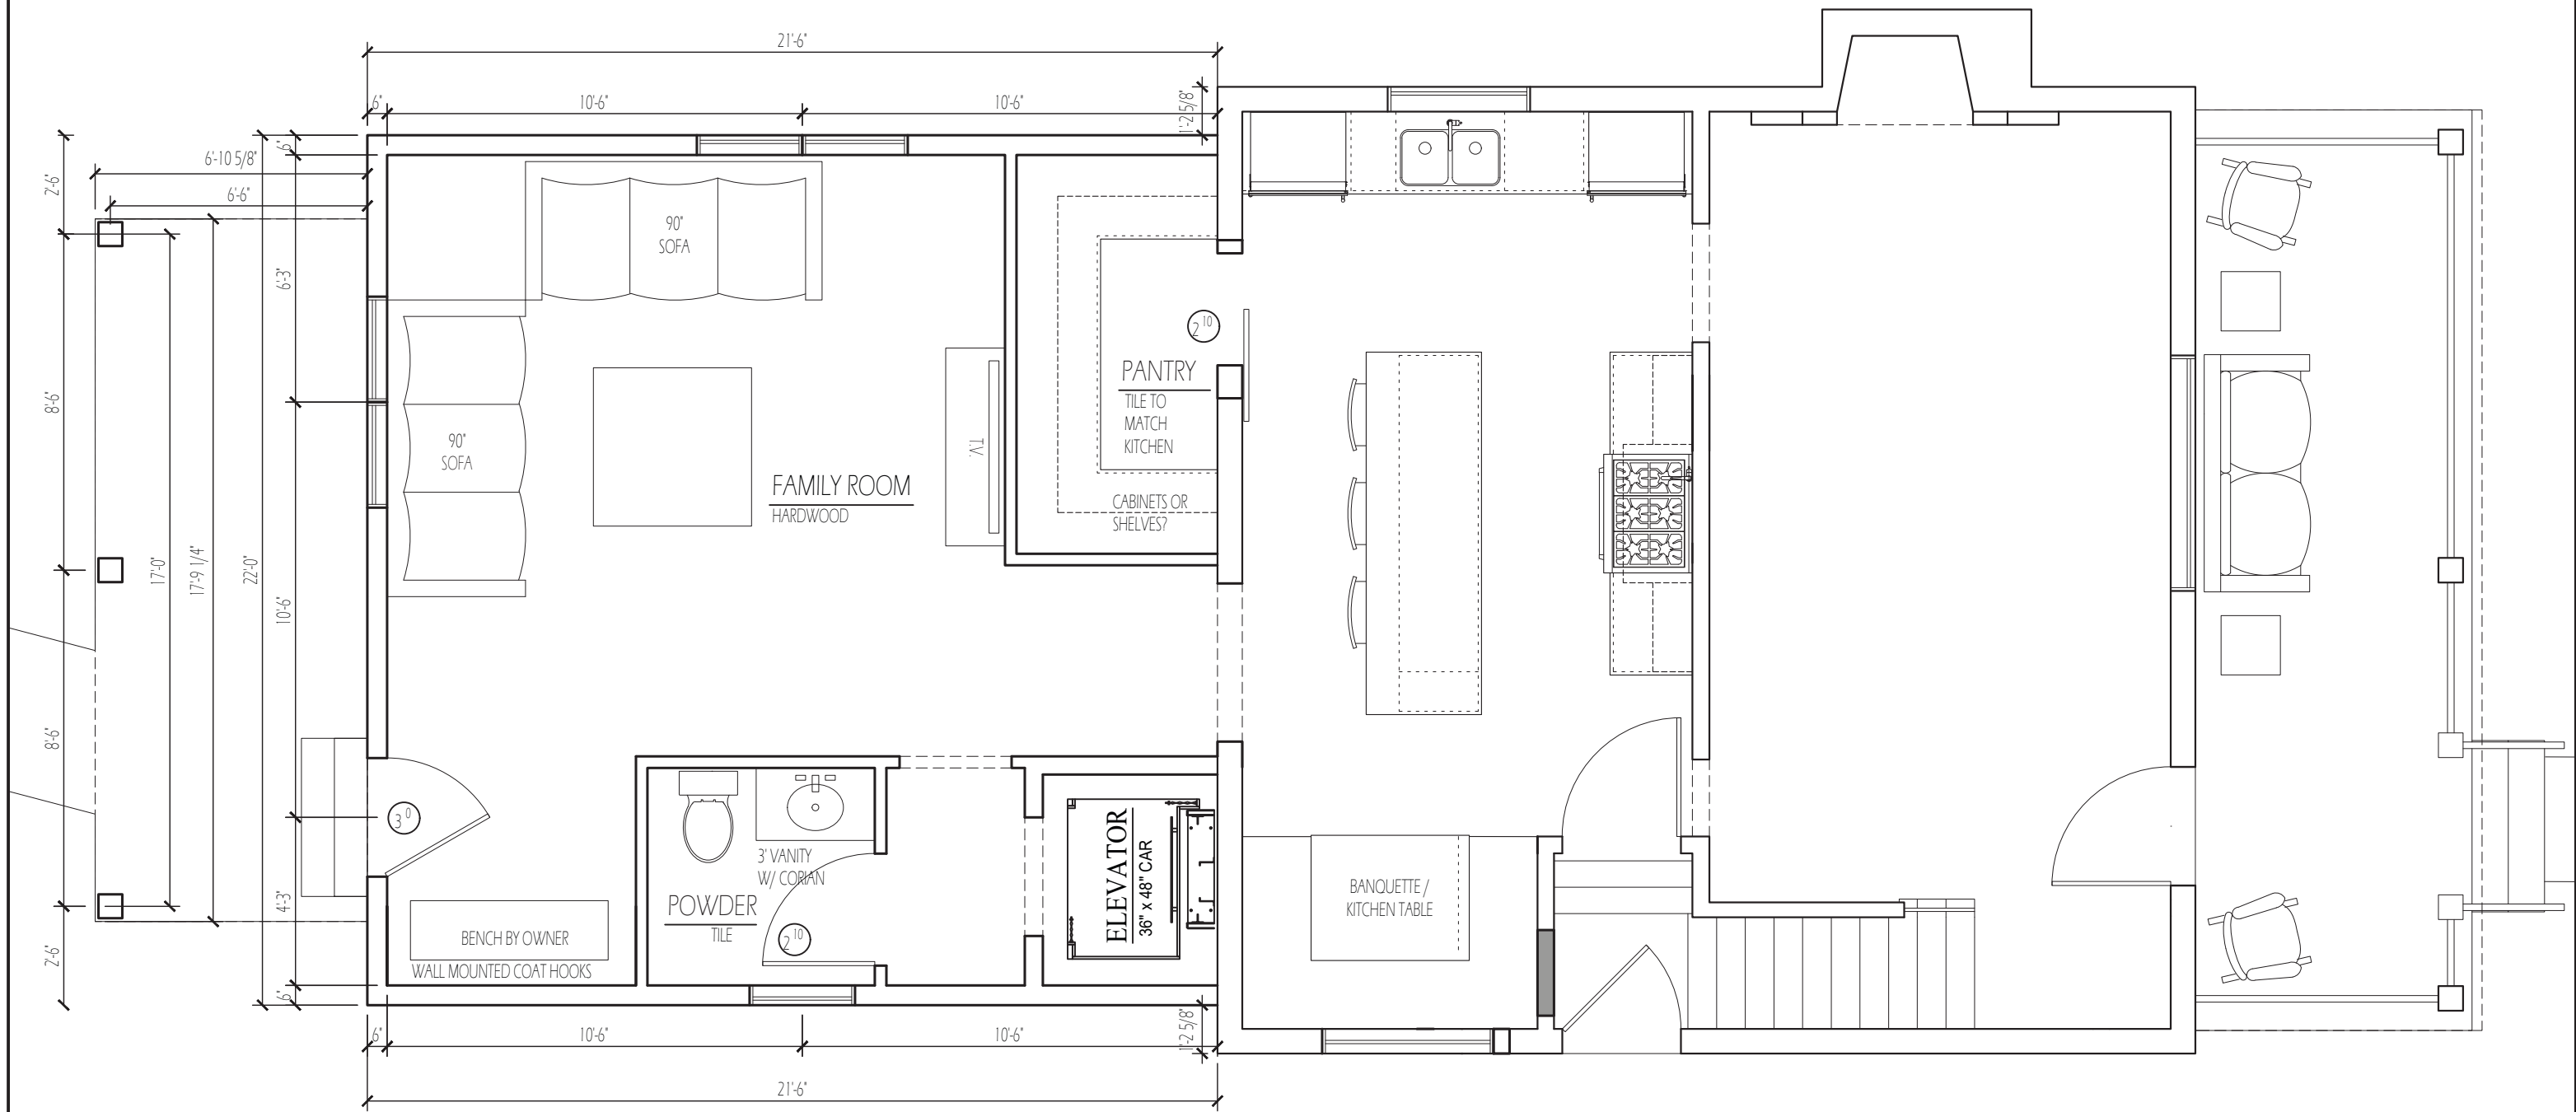 21'-6"
6"
10'-6"
10'-6"
1'-2 5/8"
6'-10 5/8"
6'-6"
2'-6"
6"
6'-3"
8'-6"
17'-0"
17'-9 1/4"
22'-0"
10'-6"
8'-6"
4'-3"
2'-6"
6"
90"
SOFA
90"
SOFA
T.V.
FAMILY ROOM
HARDWOOD
2 10
PANTRY
TILE TO
MATCH
KITCHEN
CABINETS OR
SHELVES?
3 0
BENCH BY OWNER
WALL MOUNTED COAT HOOKS
3' VANITY
W/ CORIAN
POWDER
TILE
2 10
ELEVATOR
36" x 48" CAR
BANQUETTE /
KITCHEN TABLE
6"
10'-6"
10'-6"
1'-2 5/8"
21'-6"